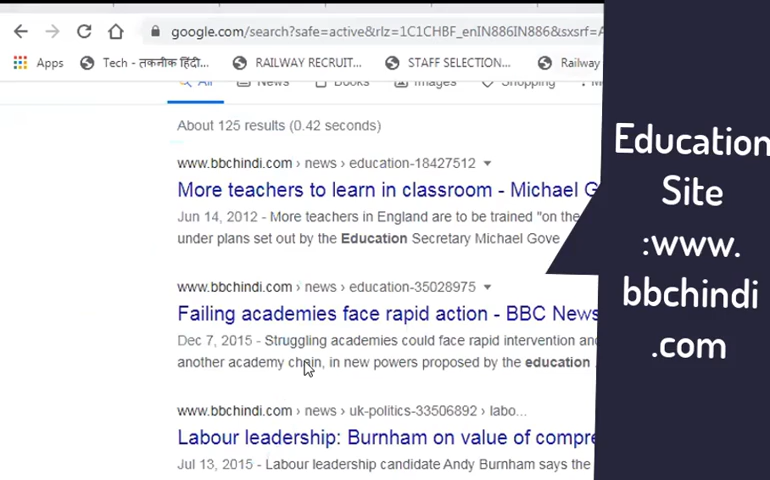 google.com/search?safe=active&rlz=1C1CHBF_enIN886IN886&sxsrf=A
Apps Tech - तकनीक हिंदी... RAILWAY RECRUIT... STAFF SELECTION... Railway
All News Books Images Shopping
About 125 results (0.42 seconds)
www.bbchindi.com › news › education-18427512
More teachers to learn in classroom - Michael G
Jun 14, 2012 - More teachers in England are to be trained "on the
under plans set out by the Education Secretary Michael Gove
www.bbchindi.com › news › education-35028975
Failing academies face rapid action - BBC News
Dec 7, 2015 - Struggling academies could face rapid intervention and
another academy chain, in new powers proposed by the education
www.bbchindi.com › news › uk-politics-33506892 › labo...
Labour leadership: Burnham on value of compre
Jul 13, 2015 - Labour leadership candidate Andy Burnham says the
Education
Site
:www.
bbchindi
.com